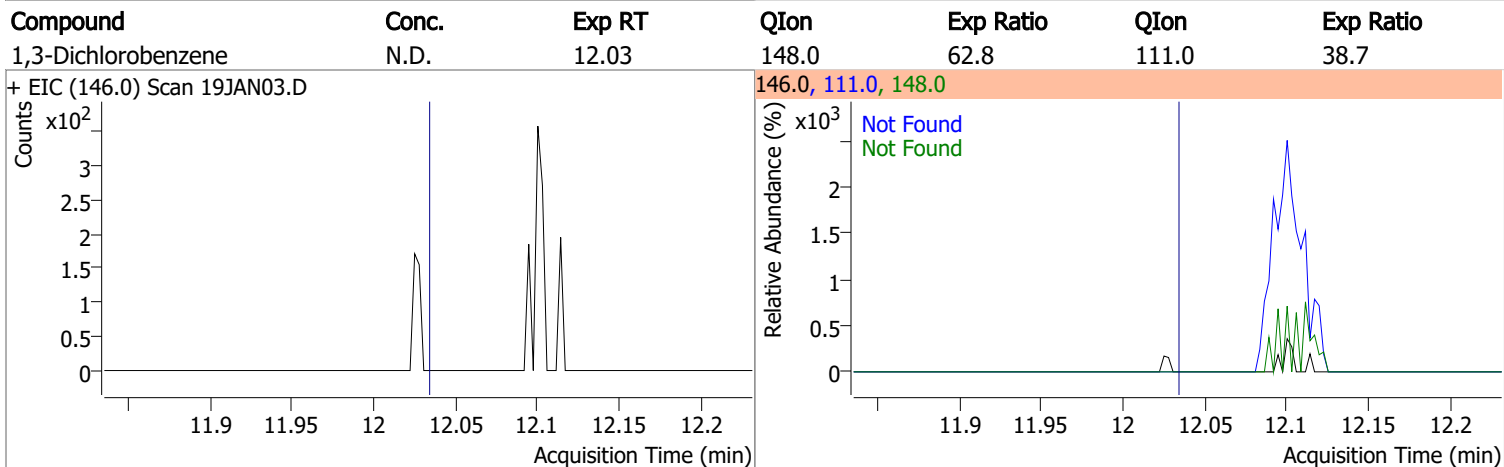 Compound Conc. Exp RT QIon Exp Ratio QIon Exp Ratio
1,3-Dichlorobenzene N.D. 12.03 148.0 62.8 111.0 38.7
+ EIC (146.0) Scan 19JAN03.D
Counts
x10²
3
2.5
2
1.5
1
0.5
0
11.9 11.95 12 12.05 12.1 12.15 12.2
Acquisition Time (min)
146.0, 111.0, 148.0
Relative Abundance (%)
x10³
Not Found
Not Found
2
1.5
1
0.5
0
11.9 11.95 12 12.05 12.1 12.15 12.2
Acquisition Time (min)